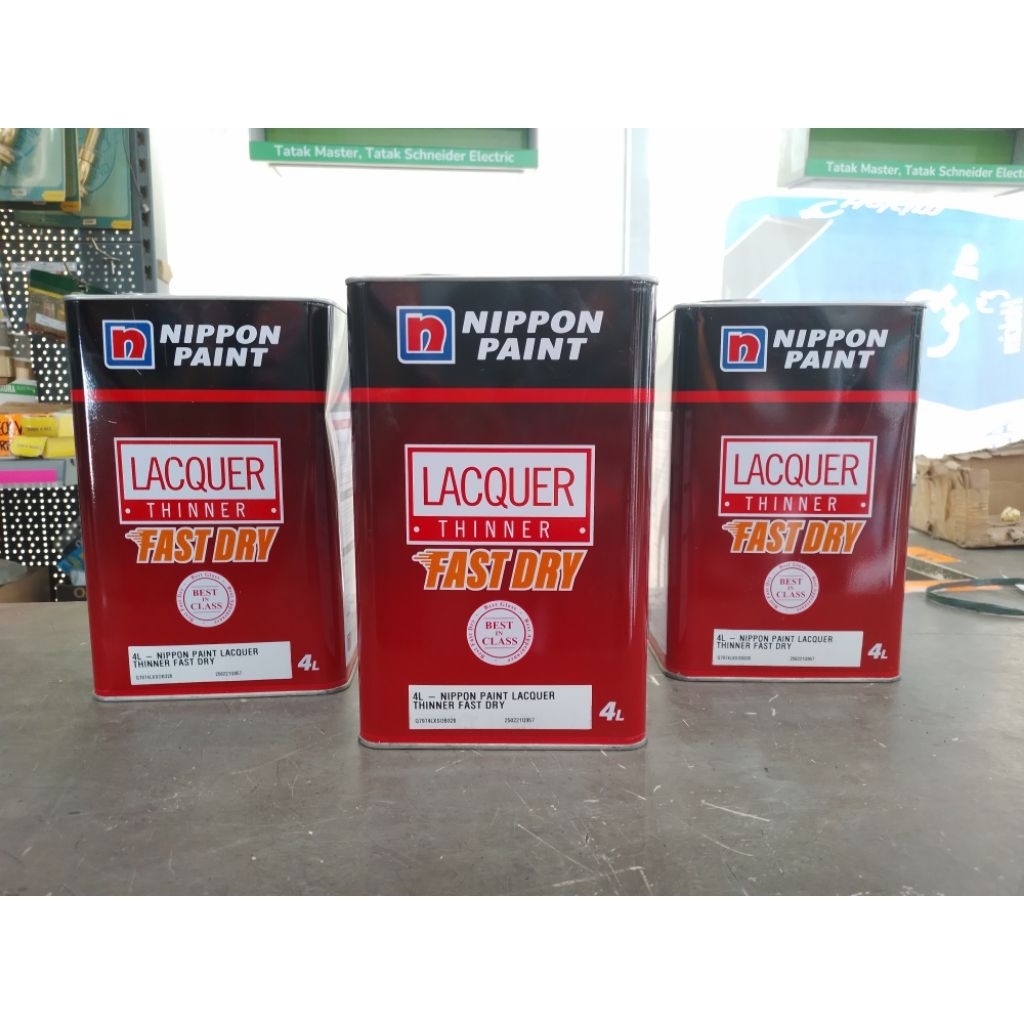 Tatak Master, Tatak Schneider Electric
Tatak Master, Tatak Schneider Electr
n NIPPON
PAINT
LACQUER
THINNER
FAST DRY
BEST
IN
CLASS
4L - NIPPON PAINT LACQUER
THINNER FAST DRY
4L
n NIPPON
PAINT
LACQUER
THINNER
FAST DRY
Best Gloss
BEST
IN
CLASS
4L - NIPPON PAINT LACQUER
THINNER FAST DRY
4L
n NIPPON
PAINT
LACQUER
THINNER
FAST DRY
BEST
IN
CLASS
4L - NIPPON PAINT LACQUER
THINNER FAST DRY
4L